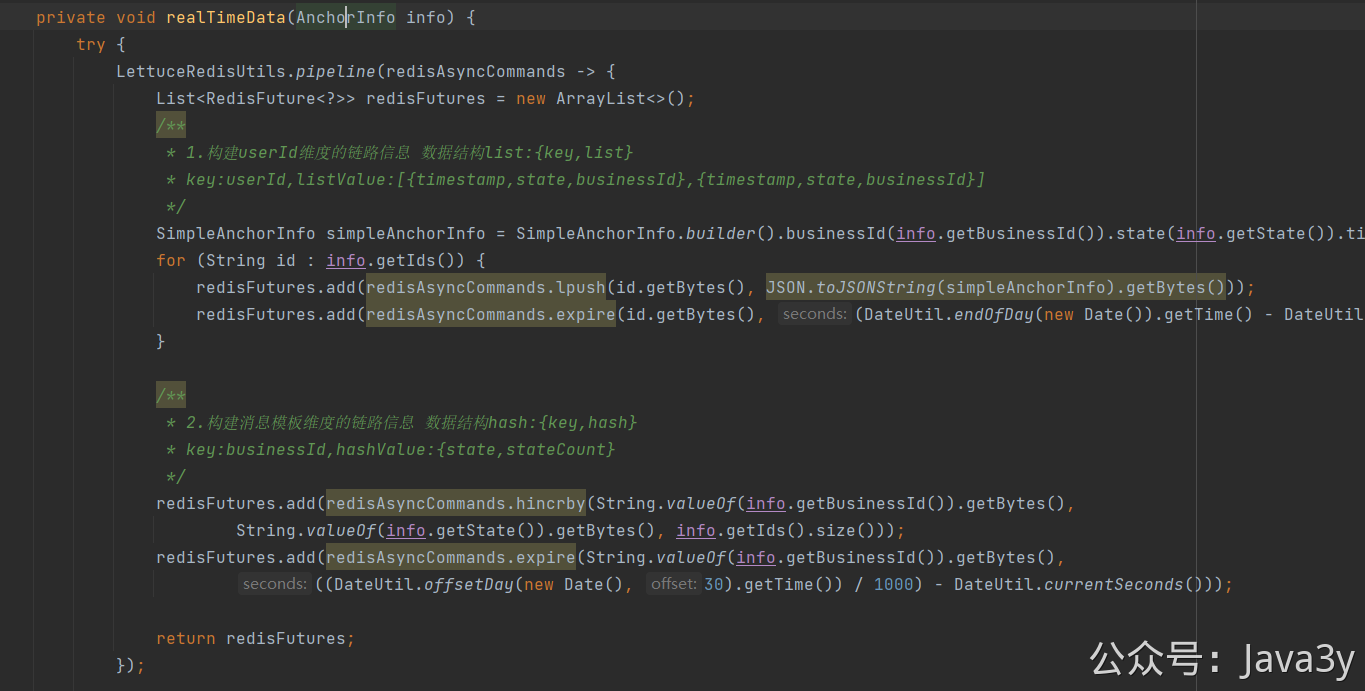 private void realTimeData(AnchorInfo info) {
try {
LettuceRedisUtils.pipeline(redisAsyncCommands -> {
List<RedisFuture<?>> redisFutures = new ArrayList<>();
/**
* 1.构建userId维度的链路信息 数据结构list:{key,list}
* key:userId,listValue:[{timestamp,state,businessId},{timestamp,state,businessId}]
*/
SimpleAnchorInfo simpleAnchorInfo = SimpleAnchorInfo.builder().businessId(info.getBusinessId()).state(info.getState()).ti
for (String id : info.getIds()) {
redisFutures.add(redisAsyncCommands.lpush(id.getBytes(), JSON.toJSONString(simpleAnchorInfo).getBytes()));
redisFutures.add(redisAsyncCommands.expire(id.getBytes(), seconds: (DateUtil.endOfDay(new Date()).getTime() - DateUtil
}
/**
* 2.构建消息模板维度的链路信息 数据结构hash:{key,hash}
* key:businessId,hashValue:{state,stateCount}
*/
redisFutures.add(redisAsyncCommands.hincrby(String.valueOf(info.getBusinessId()).getBytes(),
String.valueOf(info.getState()).getBytes(), info.getIds().size()));
redisFutures.add(redisAsyncCommands.expire(String.valueOf(info.getBusinessId()).getBytes(),
seconds: ((DateUtil.offsetDay(new Date(), offset: 30).getTime()) / 1000) - DateUtil.currentSeconds()));
return redisFutures;
});
公众号：Java3y